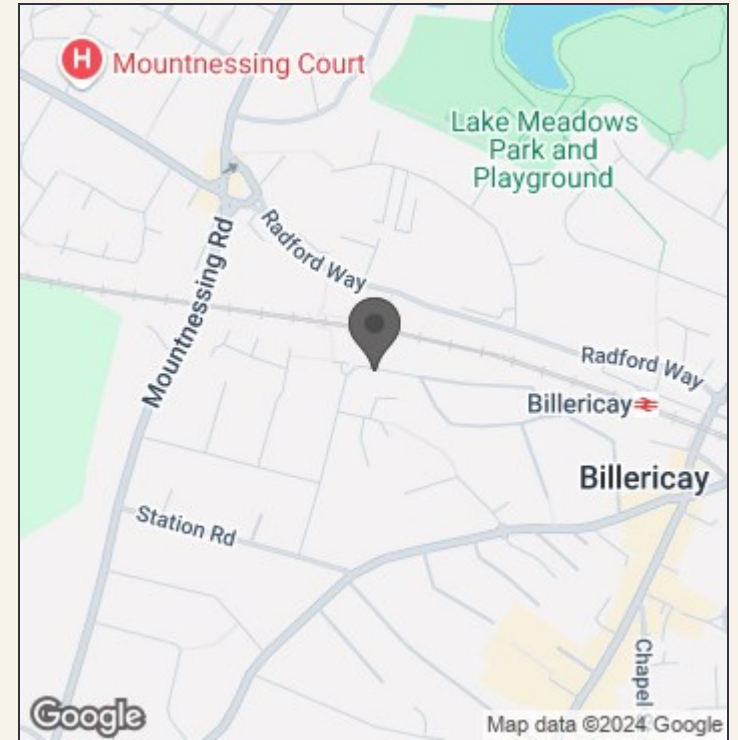 H Mountnessing Court
Lake Meadows
Park and
Playground
Radford Way
Mountnessing Rd
Radford Way
Billericay
Billericay
Station Rd
Chapel
Google
Map data ©2024 Google